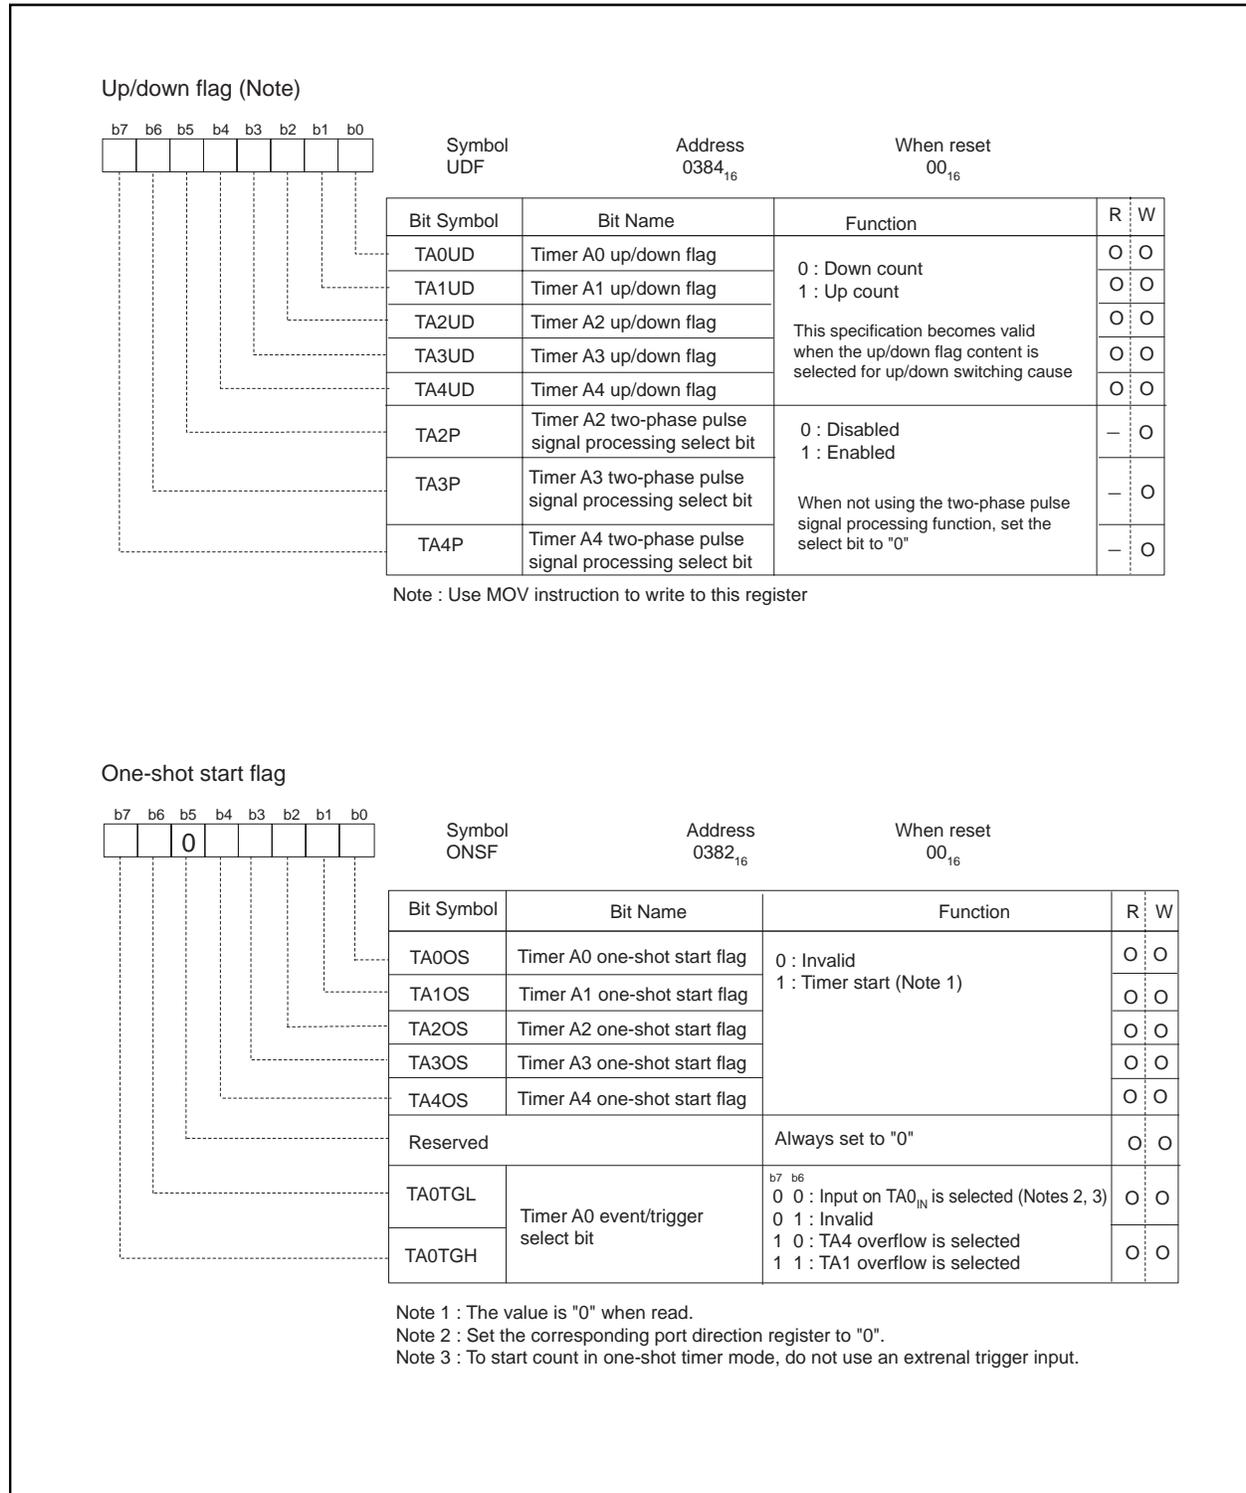 Up/down flag (Note)
b7 b6 b5 b4 b3 b2 b1 b0
Symbol Address When reset
UDF 0384₁₆ 00₁₆
Bit Symbol Bit Name Function R W
TA0UD Timer A0 up/down flag O O
TA1UD Timer A1 up/down flag O O
TA2UD Timer A2 up/down flag O O
TA3UD Timer A3 up/down flag O O
TA4UD Timer A4 up/down flag O O
0 : Down count
1 : Up count
This specification becomes valid
when the up/down flag content is
selected for up/down switching cause
TA2P Timer A2 two-phase pulse
signal processing select bit – O
TA3P Timer A3 two-phase pulse
signal processing select bit – O
TA4P Timer A4 two-phase pulse
signal processing select bit – O
0 : Disabled
1 : Enabled
When not using the two-phase pulse
signal processing function, set the
select bit to "0"
Note : Use MOV instruction to write to this register
One-shot start flag
b7 b6 b5 b4 b3 b2 b1 b0
0
Symbol Address When reset
ONSF 0382₁₆ 00₁₆
Bit Symbol Bit Name Function R W
TA0OS Timer A0 one-shot start flag O O
TA1OS Timer A1 one-shot start flag O O
TA2OS Timer A2 one-shot start flag O O
TA3OS Timer A3 one-shot start flag O O
TA4OS Timer A4 one-shot start flag O O
0 : Invalid
1 : Timer start (Note 1)
Reserved Always set to "0" O O
TA0TGL O O
TA0TGH O O
Timer A0 event/trigger
select bit
b7 b6
0 0 : Input on TA0IN is selected (Notes 2, 3)
0 1 : Invalid
1 0 : TA4 overflow is selected
1 1 : TA1 overflow is selected
Note 1 : The value is "0" when read.
Note 2 : Set the corresponding port direction register to "0".
Note 3 : To start count in one-shot timer mode, do not use an extrenal trigger input.